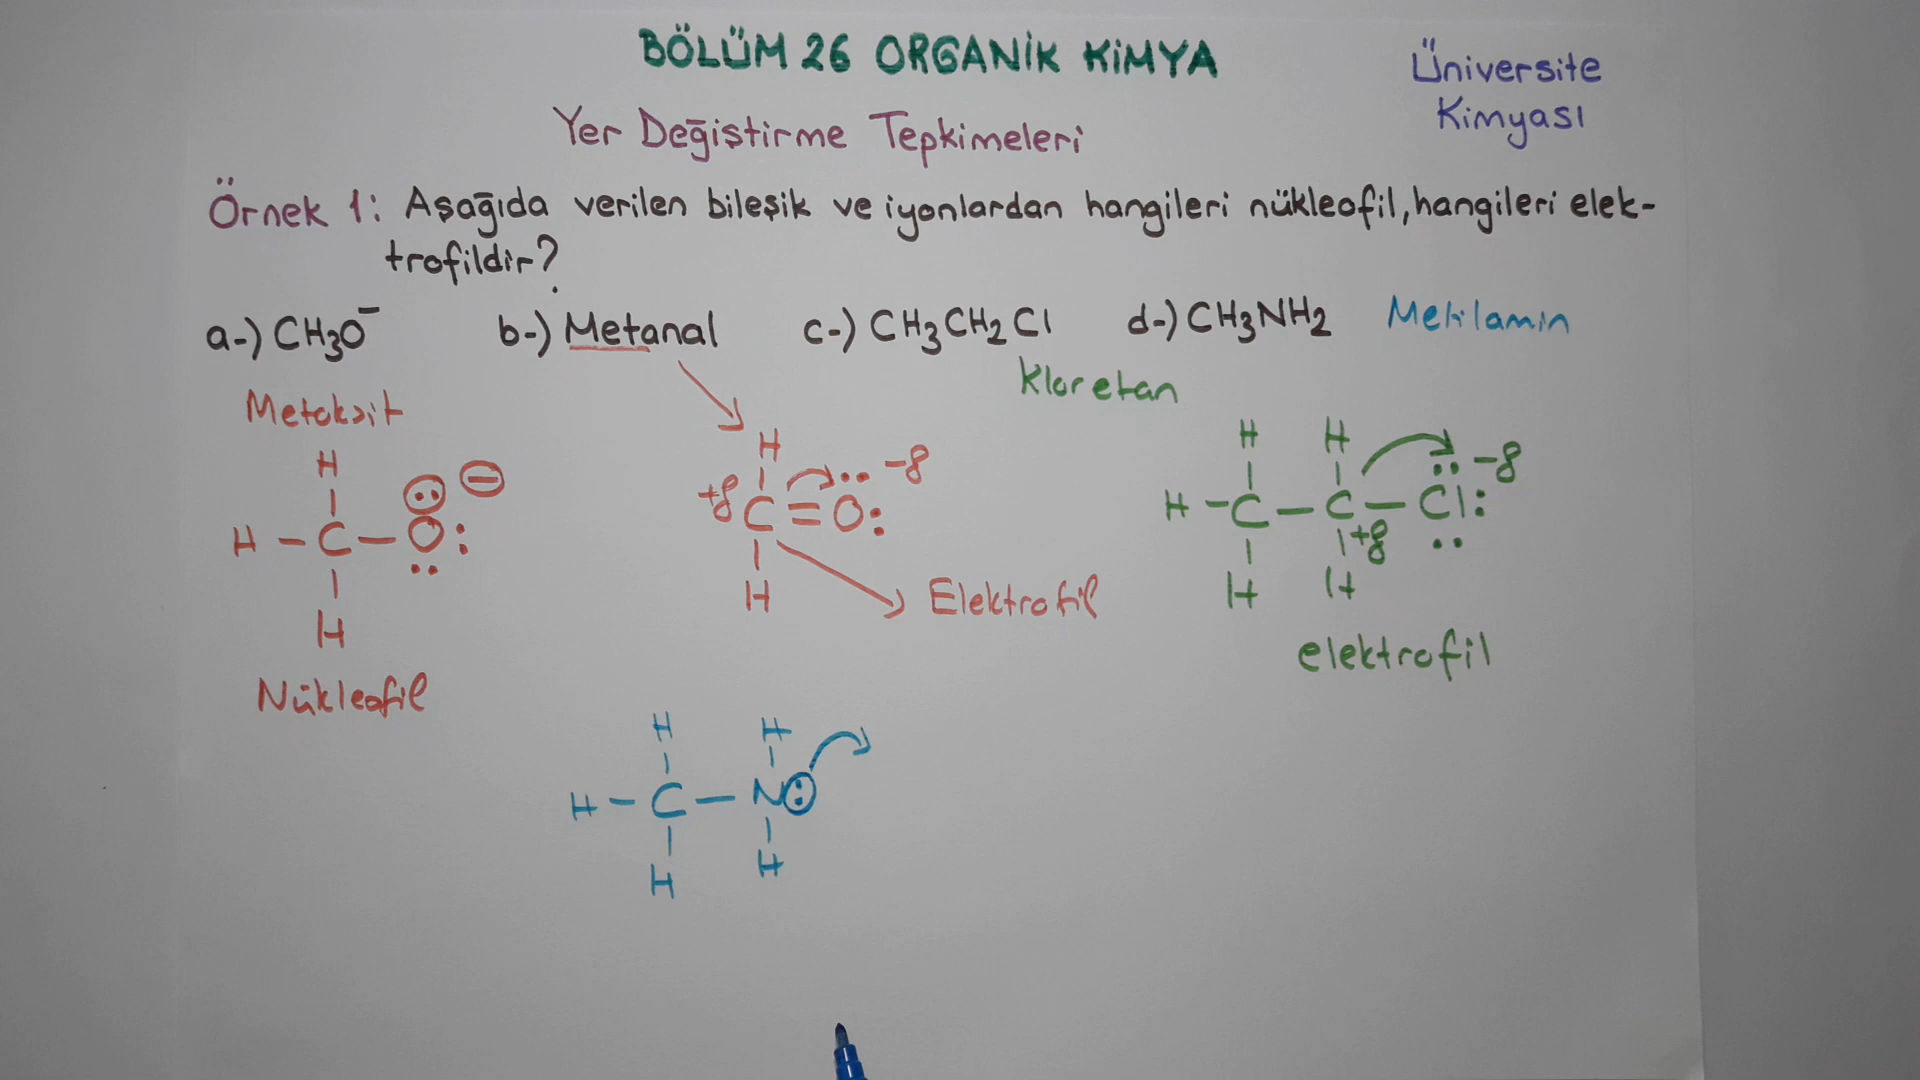 BÖLÜM 26 ORGANİK KİMYA
Üniversite
Kimyası
Yer Değiştirme Tepkimeleri
Örnek 1: Aşağıda verilen bileşik ve iyonlardan hangileri nükleofil, hangileri elek-
trofildir?
a-) CH3O⁻ b-) Metanal c-) CH3CH2Cl d-) CH3NH2 Metilamin
Metoksit
Kloretan
H
H – C – O: ⊖
H
H
Nükleofil
H
+δ C = O: -δ
H
Elektrofil
H H
H – C – C – Cl: -δ
+δ
H H
elektrofil
H H
H – C – N:
H H